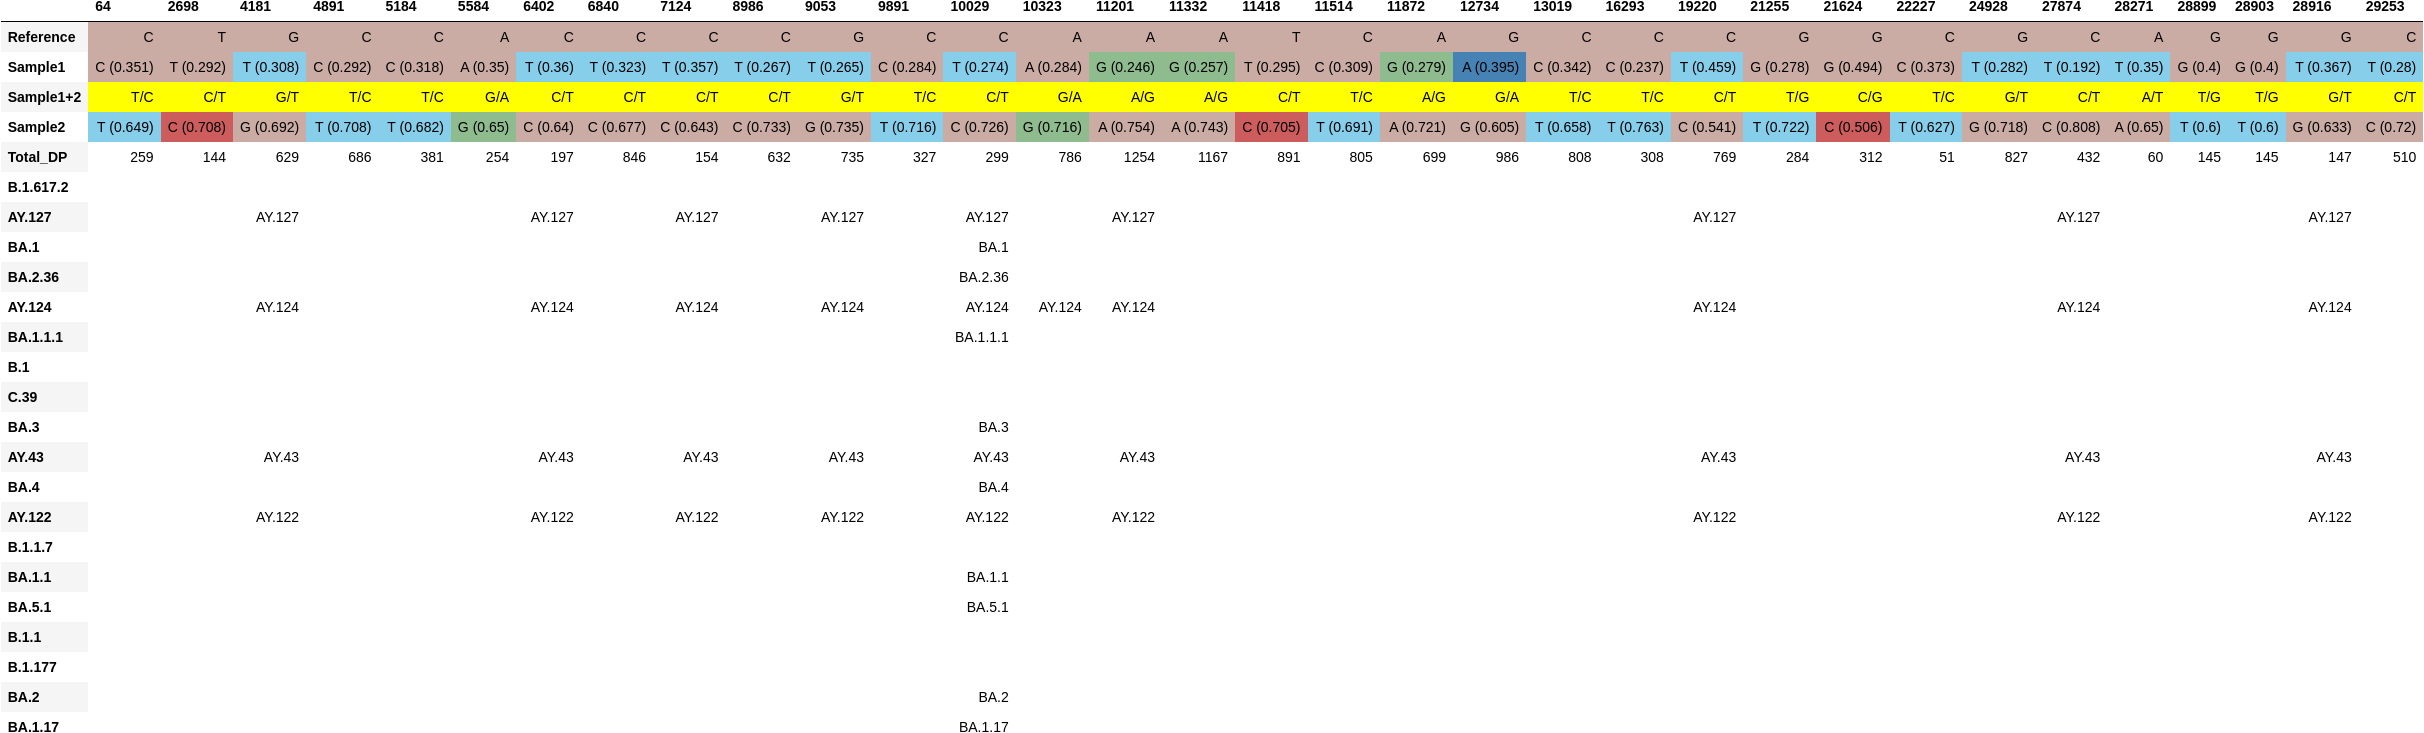 64 2698 4181 4891 5184 5584 6402 6840 7124 8986 9053 9891 10029 10323 11201 11332 11418 11514 11872 12734 13019 16293 19220 21255 21624 22227 24928 27874 28271 28899 28903 28916 29253
Reference C T G C C A C C C C G C C A A A T C A G C C C G G C G C A G G G C
Sample1 C (0.351) T (0.292) T (0.308) C (0.292) C (0.318) A (0.35) T (0.36) T (0.323) T (0.357) T (0.267) T (0.265) C (0.284) T (0.274) A (0.284) G (0.246) G (0.257) T (0.295) C (0.309) G (0.279) A (0.395) C (0.342) C (0.237) T (0.459) G (0.278) G (0.494) C (0.373) T (0.282) T (0.192) T (0.35) G (0.4) G (0.4) T (0.367) T (0.28)
Sample1+2 T/C C/T G/T T/C T/C G/A C/T C/T C/T C/T G/T T/C C/T G/A A/G A/G C/T T/C A/G G/A T/C T/C C/T T/G C/G T/C G/T C/T A/T T/G T/G G/T C/T
Sample2 T (0.649) C (0.708) G (0.692) T (0.708) T (0.682) G (0.65) C (0.64) C (0.677) C (0.643) C (0.733) G (0.735) T (0.716) C (0.726) G (0.716) A (0.754) A (0.743) C (0.705) T (0.691) A (0.721) G (0.605) T (0.658) T (0.763) C (0.541) T (0.722) C (0.506) T (0.627) G (0.718) C (0.808) A (0.65) T (0.6) T (0.6) G (0.633) C (0.72)
Total_DP 259 144 629 686 381 254 197 846 154 632 735 327 299 786 1254 1167 891 805 699 986 808 308 769 284 312 51 827 432 60 145 145 147 510
B.1.617.2
AY.127 AY.127 AY.127 AY.127 AY.127 AY.127 AY.127 AY.127 AY.127 AY.127
BA.1 BA.1
BA.2.36 BA.2.36
AY.124 AY.124 AY.124 AY.124 AY.124 AY.124 AY.124 AY.124 AY.124 AY.124 AY.124
BA.1.1.1 BA.1.1.1
B.1
C.39
BA.3 BA.3
AY.43 AY.43 AY.43 AY.43 AY.43 AY.43 AY.43 AY.43 AY.43 AY.43
BA.4 BA.4
AY.122 AY.122 AY.122 AY.122 AY.122 AY.122 AY.122 AY.122 AY.122 AY.122
B.1.1.7
BA.1.1 BA.1.1
BA.5.1 BA.5.1
B.1.1
B.1.177
BA.2 BA.2
BA.1.17 BA.1.17